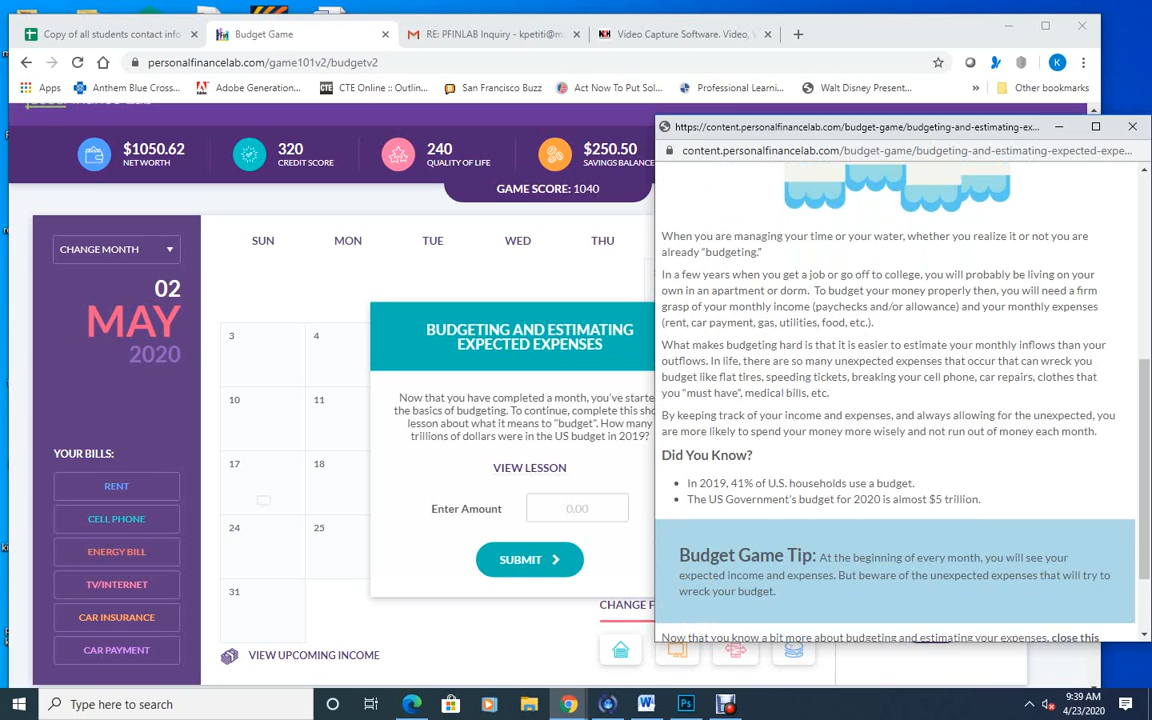 Copy of all students contact info
Budget Game
RE: PFINLAB Inquiry - kpetiti@m
Video Capture Software. Video, V
personalfinancelab.com/game101v2/budgetv2
Apps
Anthem Blue Cross...
Adobe Generation...
CTE Online :: Outlin...
San Francisco Buzz
Act Now To Put Sol...
Professional Learni...
Walt Disney Present...
»
Other bookmarks
$1050.62
NET WORTH
320
CREDIT SCORE
240
QUALITY OF LIFE
$250.50
SAVINGS BALANCE
GAME SCORE: 1040
CHANGE MONTH
02
MAY
2020
YOUR BILLS:
RENT
CELL PHONE
ENERGY BILL
TV/INTERNET
CAR INSURANCE
CAR PAYMENT
SUN MON TUE WED THU
3 4
10 11
17 18
24 25
31
VIEW UPCOMING INCOME
BUDGETING AND ESTIMATING
EXPECTED EXPENSES
Now that you have completed a month, you've starte
the basics of budgeting. To continue, complete this sho
lesson about what it means to "budget". How many
trillions of dollars were in the US budget in 2019?
VIEW LESSON
Enter Amount 0.00
SUBMIT
CHANGE F
https://content.personalfinancelab.com/budget-game/budgeting-and-estimating-ex...
content.personalfinancelab.com/budget-game/budgeting-and-estimating-expected-expe...
When you are managing your time or your water, whether you realize it or not you are
already “budgeting.”
In a few years when you get a job or go off to college, you will probably be living on your
own in an apartment or dorm. To budget your money properly then, you will need a firm
grasp of your monthly income (paychecks and/or allowance) and your monthly expenses
(rent, car payment, gas, utilities, food, etc.).
What makes budgeting hard is that it is easier to estimate your monthly inflows than your
outflows. In life, there are so many unexpected expenses that occur that can wreck you
budget like flat tires, speeding tickets, breaking your cell phone, car repairs, clothes that
you “must have”, medical bills, etc.
By keeping track of your income and expenses, and always allowing for the unexpected, you
are more likely to spend your money more wisely and not run out of money each month.
Did You Know?
• In 2019, 41% of U.S. households use a budget.
• The US Government’s budget for 2020 is almost $5 trillion.
Budget Game Tip: At the beginning of every month, you will see your
expected income and expenses. But beware of the unexpected expenses that will try to
wreck your budget.
Now that you know a bit more about budgeting and estimating your expenses, close this
Type here to search
9:39 AM
4/23/2020